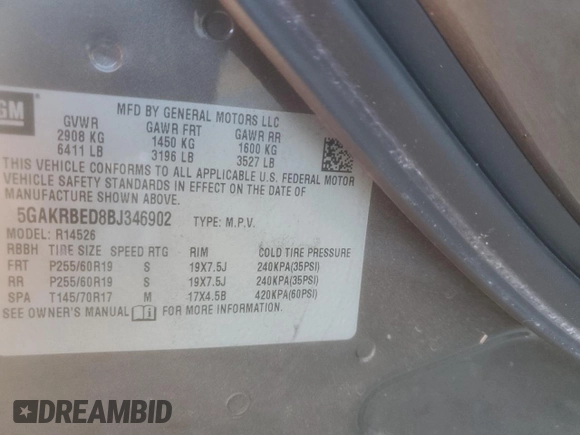 GM
MFD BY GENERAL MOTORS LLC
GVWR GAWR FRT GAWR RR
2908 KG 1450 KG 1600 KG
6411 LB 3196 LB 3527 LB
THIS VEHICLE CONFORMS TO ALL APPLICABLE U.S. FEDERAL MOTOR
VEHICLE SAFETY STANDARDS IN EFFECT ON THE DATE OF
MANUFACTURE SHOWN ABOVE.
5GAKRBED8BJ346902 TYPE: M.P.V.
MODEL: R14526
RBBH TIRE SIZE SPEED RTG RIM COLD TIRE PRESSURE
FRT P255/60R19 S 19X7.5J 240KPA(35PSI)
RR P255/60R19 S 19X7.5J 240KPA(35PSI)
SPA T145/70R17 M 17X4.5B 420KPA(60PSI)
SEE OWNER'S MANUAL FOR MORE INFORMATION.
DREAMBID